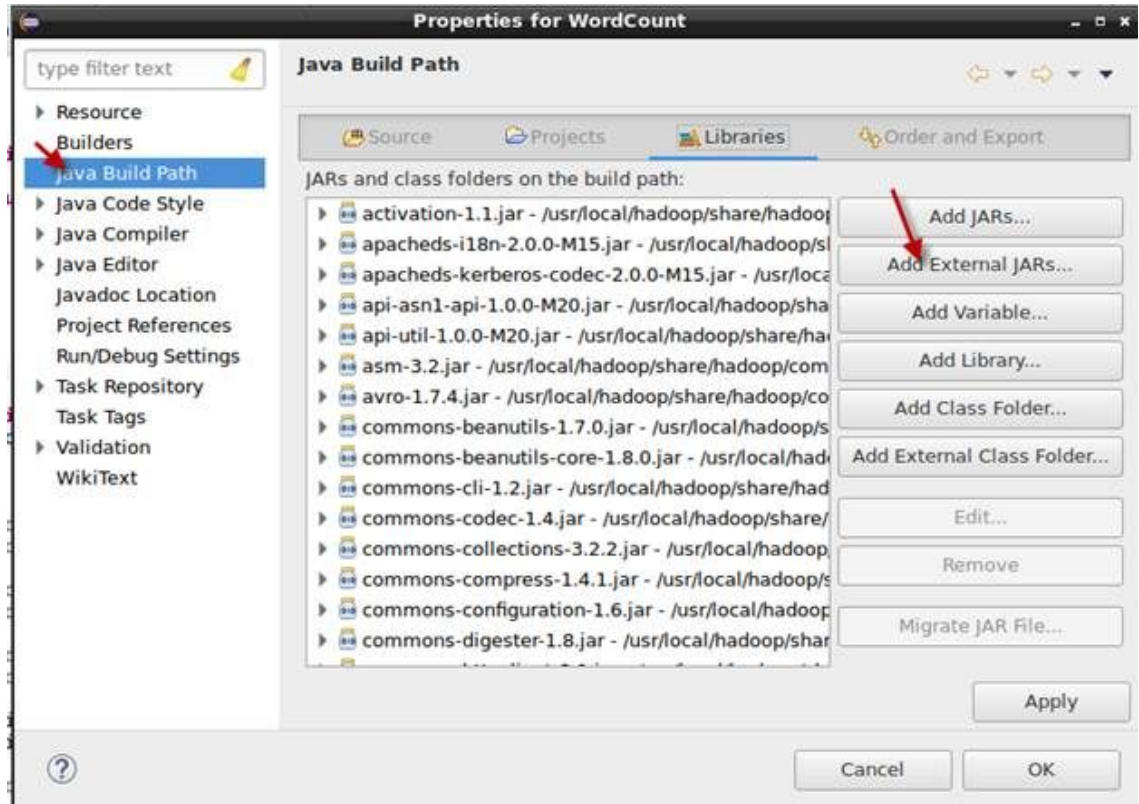 Properties for WordCount
type filter text
Resource
Builders
Java Build Path
Java Code Style
Java Compiler
Java Editor
Javadoc Location
Project References
Run/Debug Settings
Task Repository
Task Tags
Validation
WikiText
Java Build Path
Source Projects Libraries Order and Export
JARs and class folders on the build path:
activation-1.1.jar - /usr/local/hadoop/share/hadoop
apacheds-i18n-2.0.0-M15.jar - /usr/local/hadoop/s
apacheds-kerberos-codec-2.0.0-M15.jar - /usr/loca
api-asn1-api-1.0.0-M20.jar - /usr/local/hadoop/sha
api-util-1.0.0-M20.jar - /usr/local/hadoop/share/ha
asm-3.2.jar - /usr/local/hadoop/share/hadoop/com
avro-1.7.4.jar - /usr/local/hadoop/share/hadoop/co
commons-beanutils-1.7.0.jar - /usr/local/hadoop/s
commons-beanutils-core-1.8.0.jar - /usr/local/had
commons-cli-1.2.jar - /usr/local/hadoop/share/had
commons-codec-1.4.jar - /usr/local/hadoop/share/
commons-collections-3.2.2.jar - /usr/local/hadoop
commons-compress-1.4.1.jar - /usr/local/hadoop/s
commons-configuration-1.6.jar - /usr/local/hadoop
commons-digester-1.8.jar - /usr/local/hadoop/shar
Add JARs...
Add External JARs...
Add Variable...
Add Library...
Add Class Folder...
Add External Class Folder...
Edit...
Remove
Migrate JAR File...
Apply
Cancel
OK